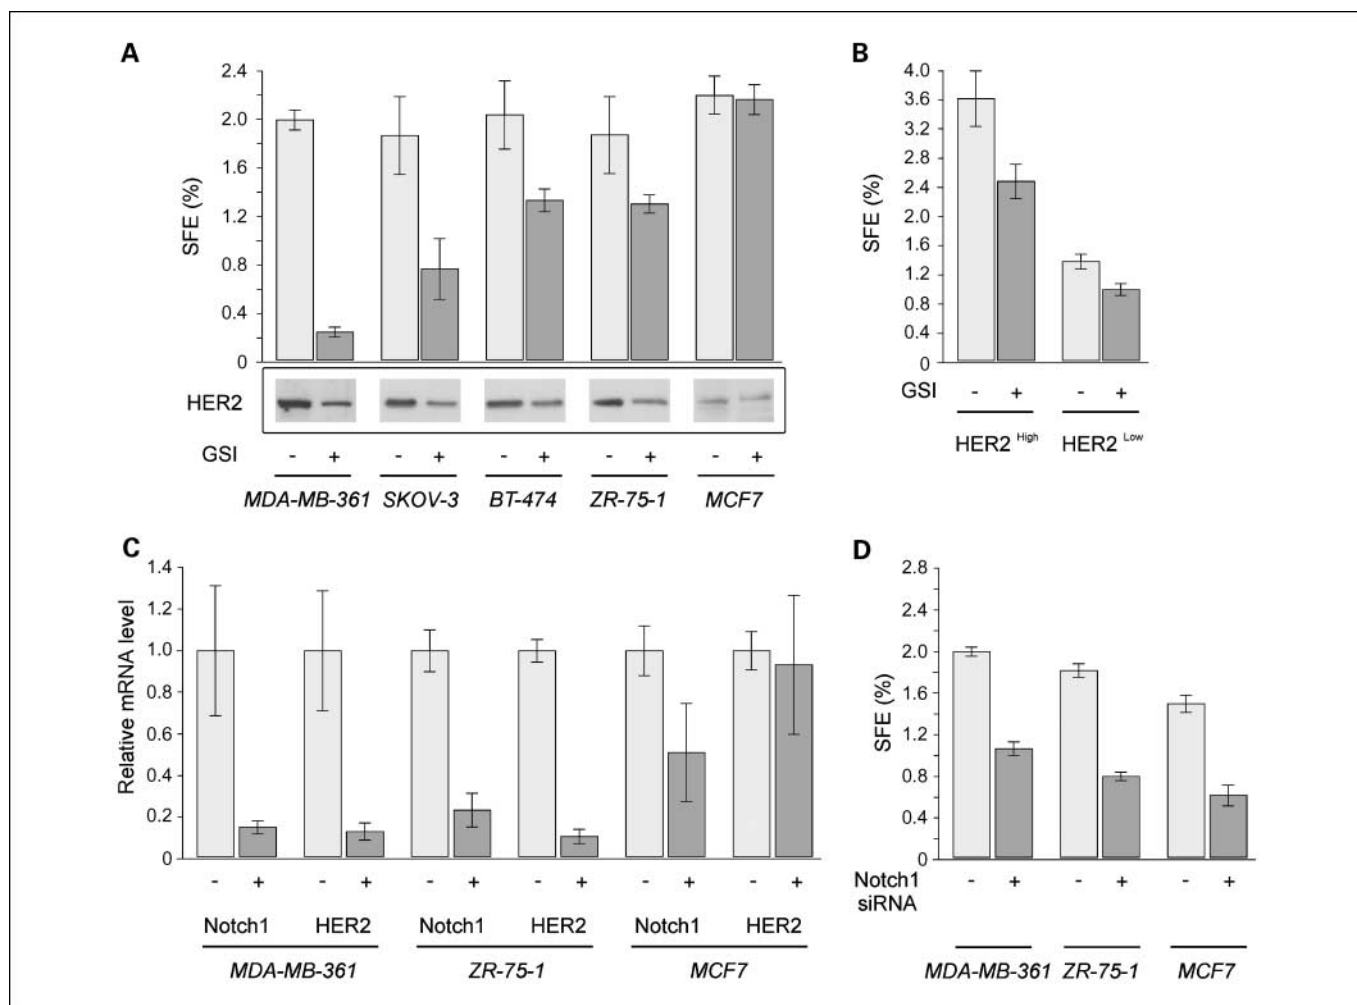 A
2.4
2.0
1.6
1.2
0.8
0.4
0
SFE (%)
HER2
GSI - + - + - + - + - +
MDA-MB-361 SKOV-3 BT-474 ZR-75-1 MCF7
B
4.0
3.6
3.2
2.8
2.4
2.0
1.6
1.2
0.8
0.4
0
SFE (%)
GSI - + - +
HER2 High HER2 Low
C
1.4
1.2
1.0
0.8
0.6
0.4
0.2
0
Relative mRNA level
- + - + - + - + - + - +
Notch1 HER2 Notch1 HER2 Notch1 HER2
MDA-MB-361 ZR-75-1 MCF7
D
2.8
2.4
2.0
1.6
1.2
0.8
0.4
0
SFE (%)
Notch1 - + - + - +
siRNA
MDA-MB-361 ZR-75-1 MCF7